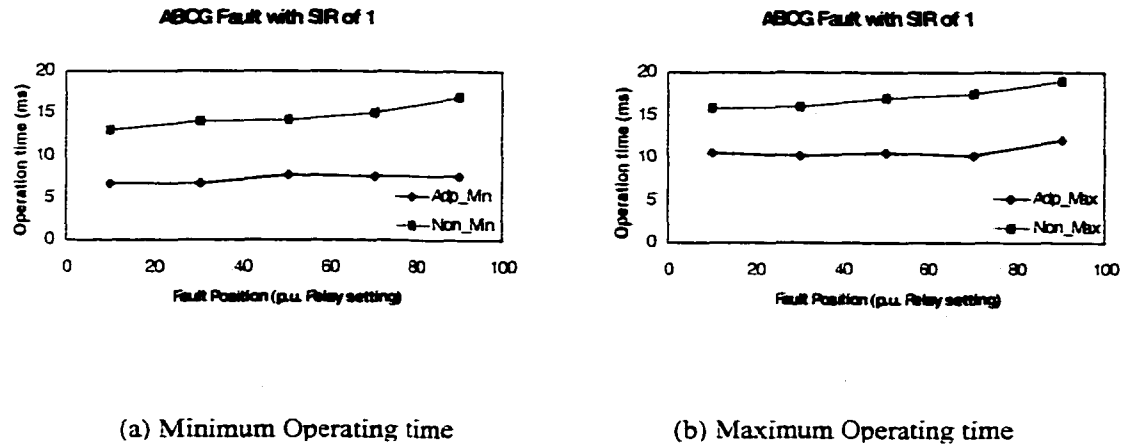 ABCG Fault with SIR of 1
20
15
10
5
0
Operation time (ms)
Adp_Min
Non_Min
0 20 40 60 80 100
Fault Position (p.u. Relay setting)
(a) Minimum Operating time
ABCG Fault with SIR of 1
20
15
10
5
0
Operation time (ms)
Adp_Max
Non_Max
0 20 40 60 80 100
Fault Position (p.u. Relay setting)
(b) Maximum Operating time